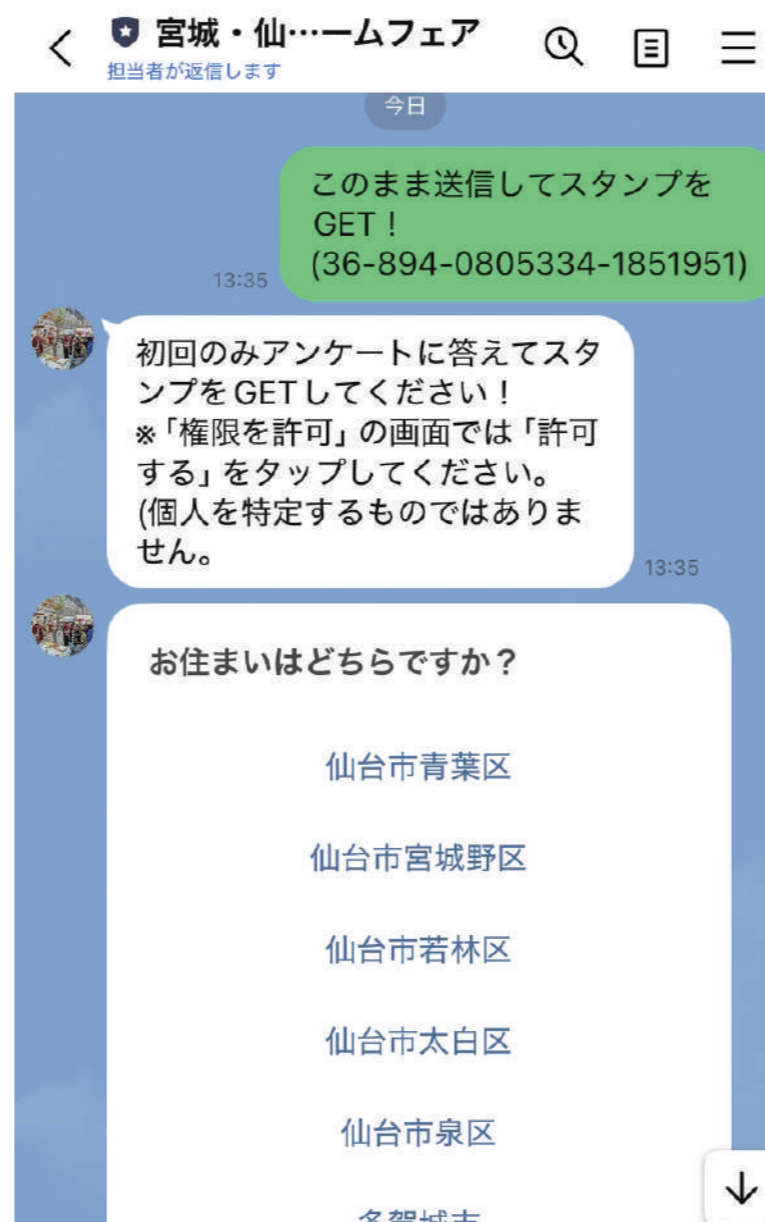 宮城・仙…ームフェア
担当者が返信します
今日
このまま送信してスタンプを
GET！
(36-894-0805334-1851951)
13:35
初回のみアンケートに答えてスタ
ンプをGETしてください！
※「権限を許可」の画面では「許可
する」をタップしてください。
(個人を特定するものではありま
せん。
13:35
お住まいはどちらですか？
仙台市青葉区
仙台市宮城野区
仙台市若林区
仙台市太白区
仙台市泉区
多賀城市